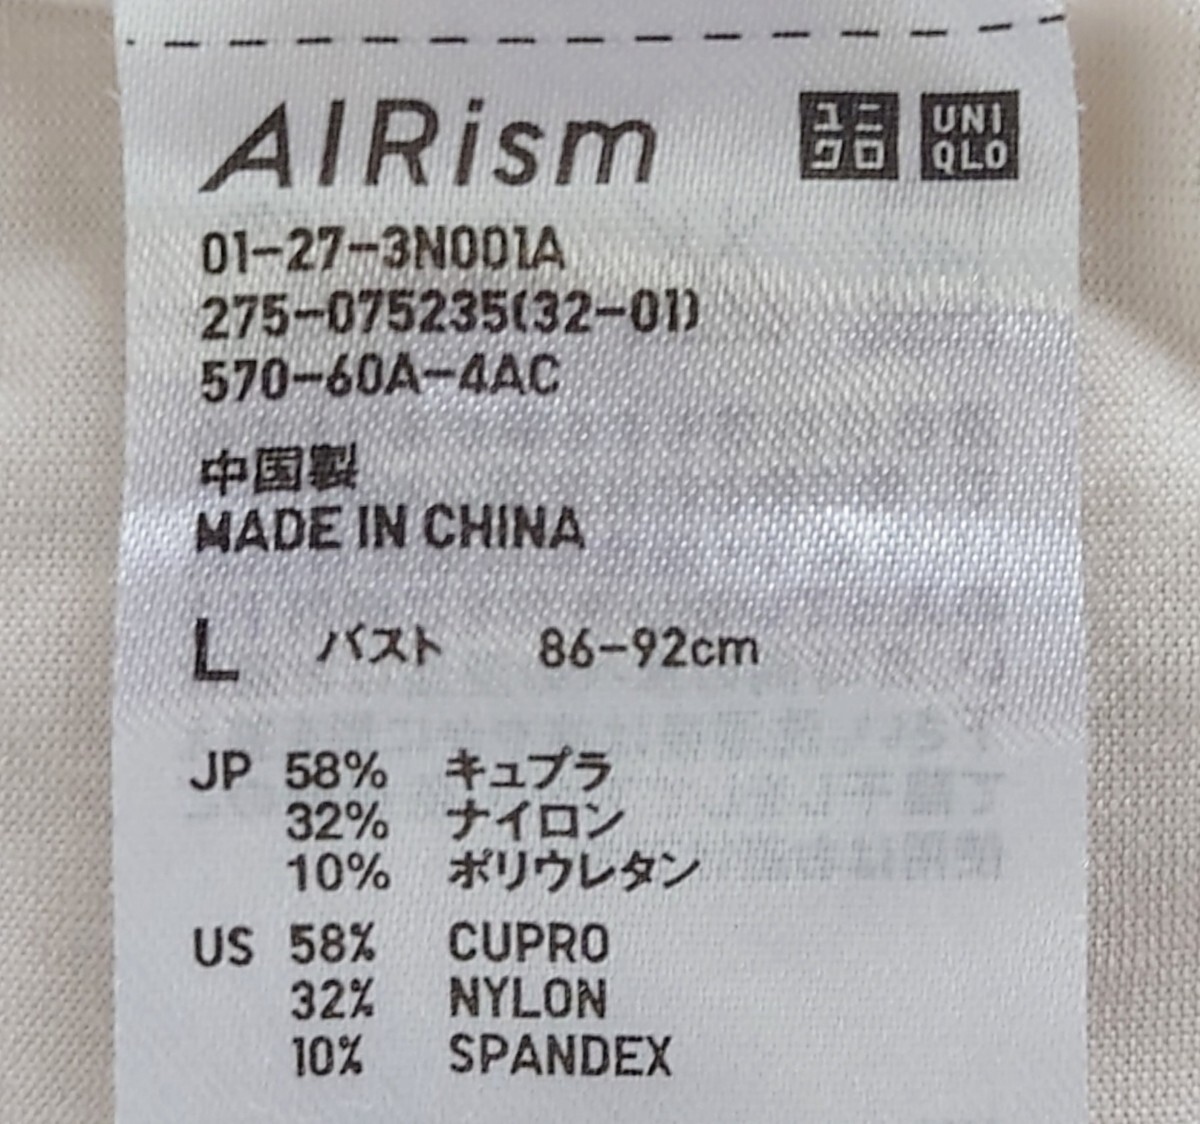 AIRism ユニクロ UNIQLO
01-27-3N001A
275-075235(32-01)
570-60A-4AC
中国製
MADE IN CHINA
L バスト 86-92cm
JP 58% キュプラ
32% ナイロン
10% ポリウレタン
US 58% CUPRO
32% NYLON
10% SPANDEX